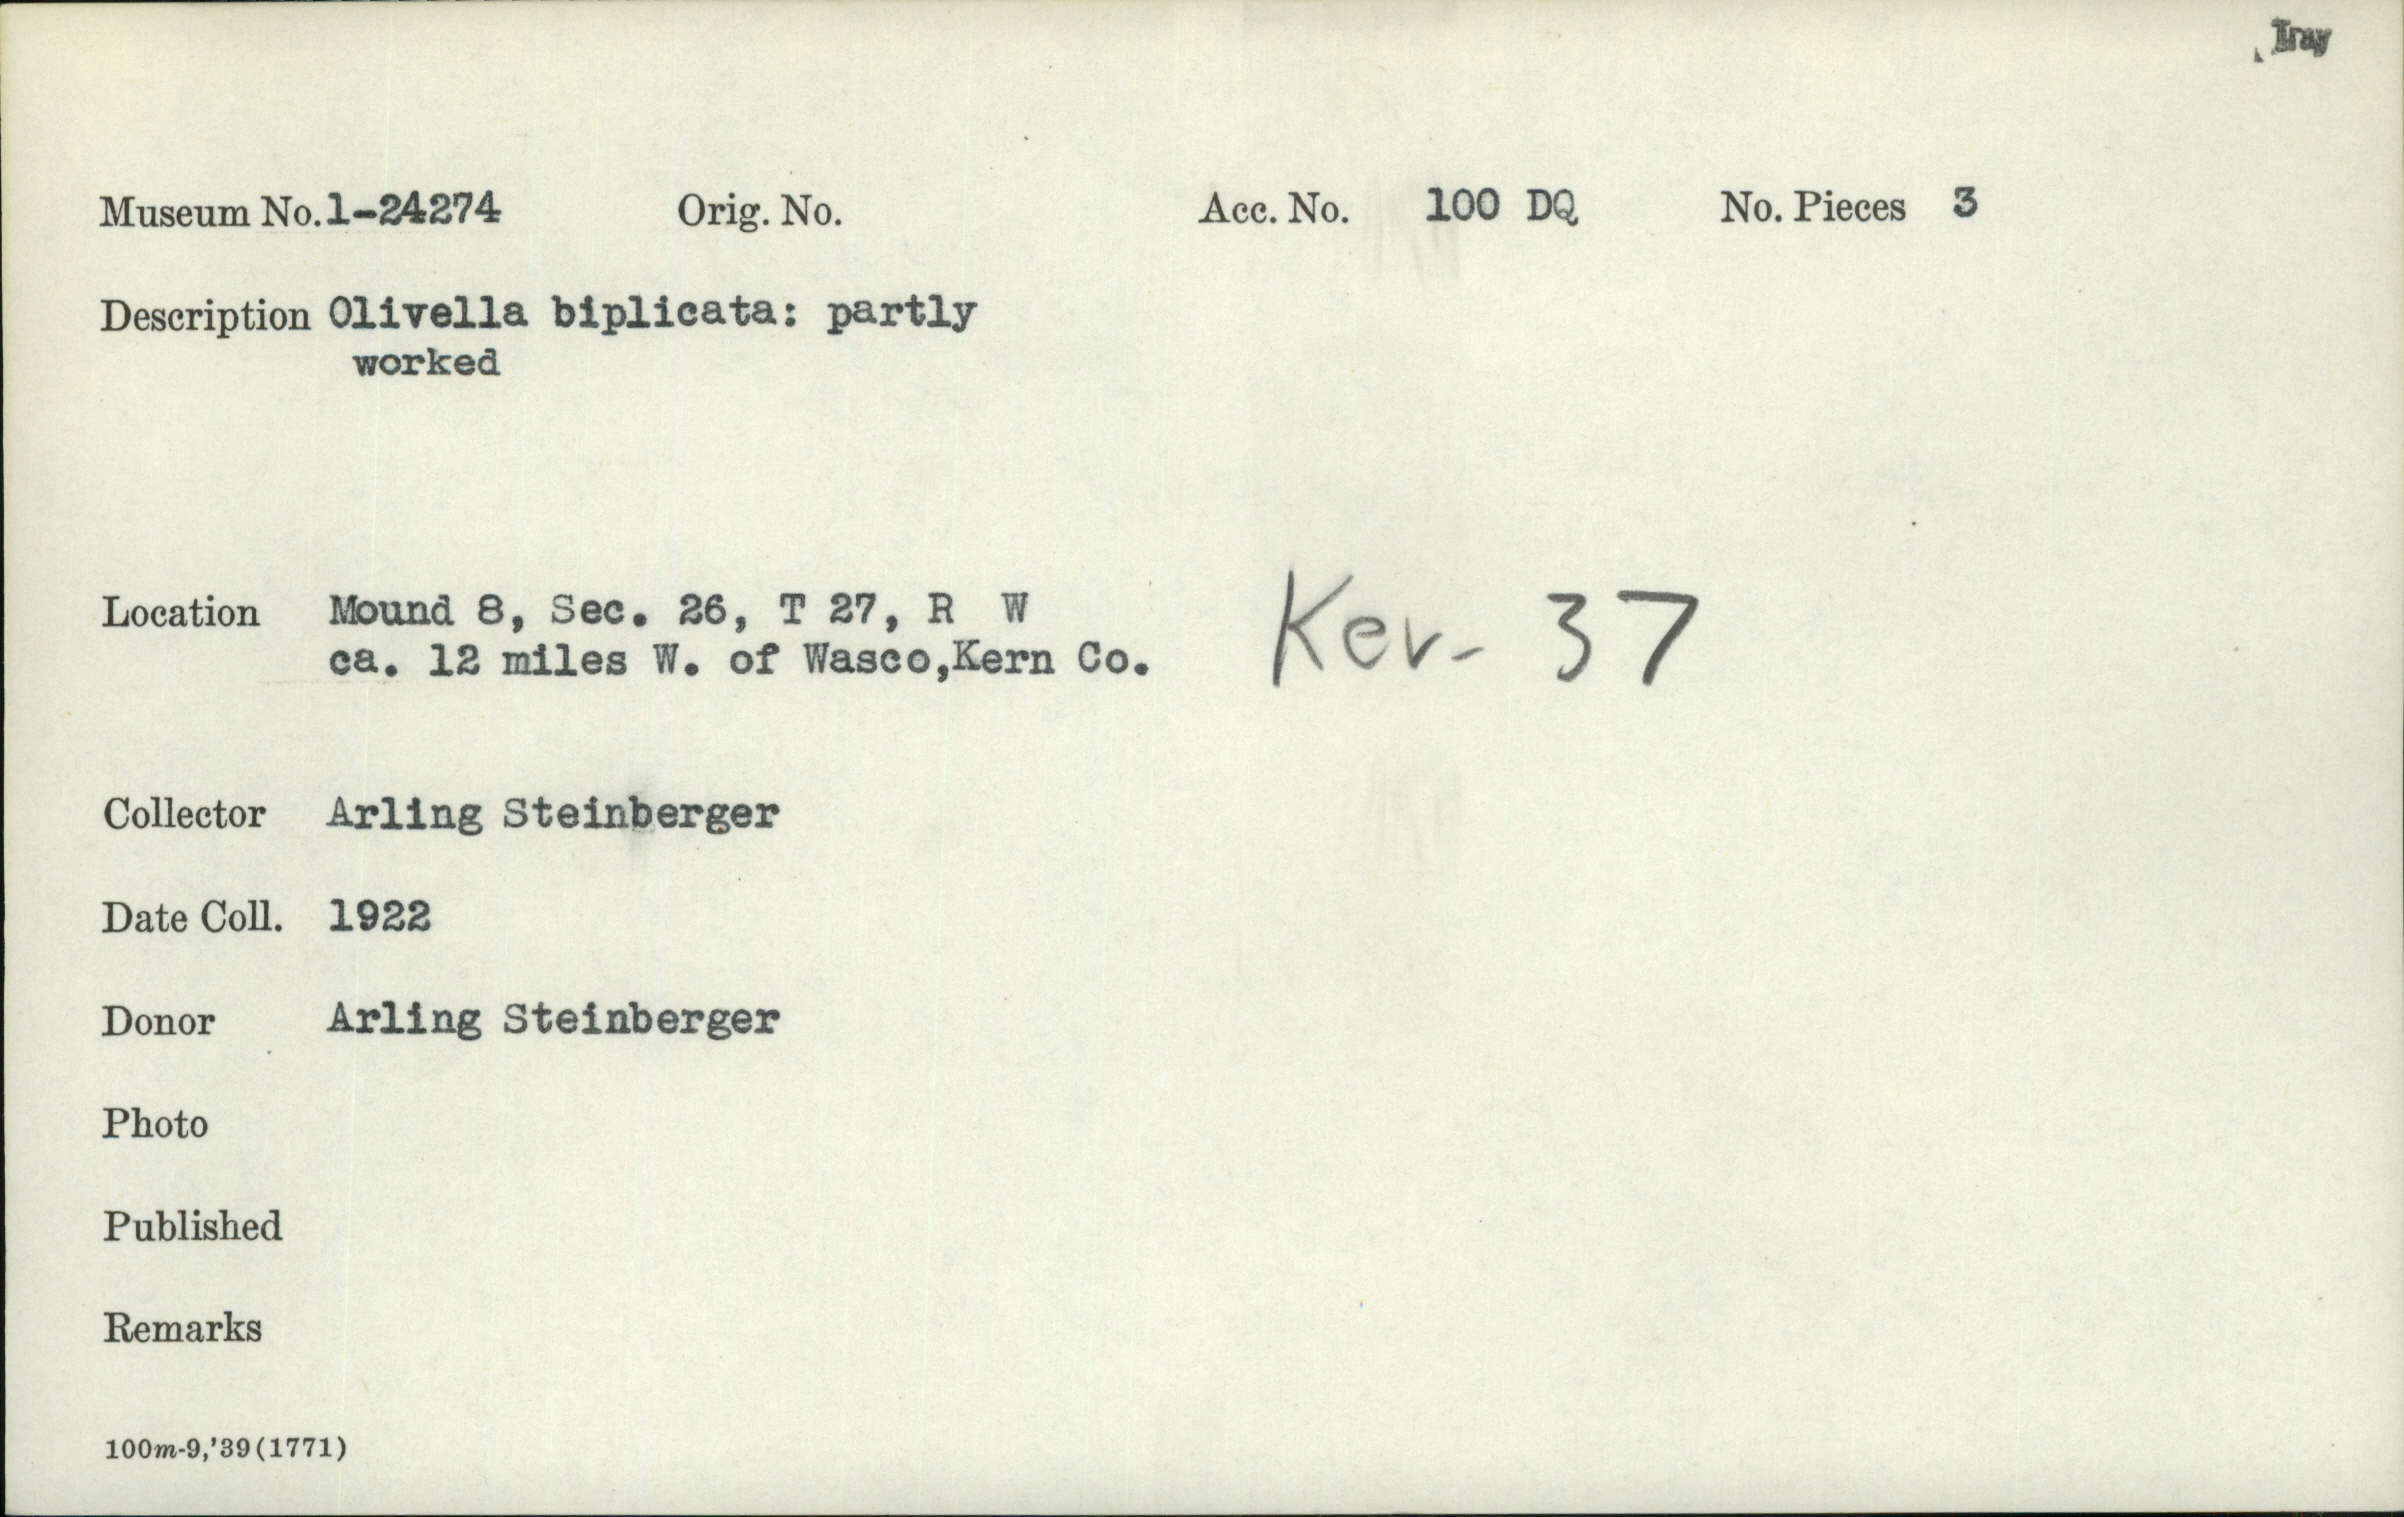 Tray
Museum No. 1-24274 Orig. No. Acc. No. 100 DQ No. Pieces 3
Description Olivella biplicata: partly
worked
Location Mound 8, Sec. 26, T 27, R W
ca. 12 miles W. of Wasco,Kern Co.
Ker- 37
Collector Arling Steinberger
Date Coll. 1922
Donor Arling Steinberger
Photo
Published
Remarks
100m-9,'39(1771)